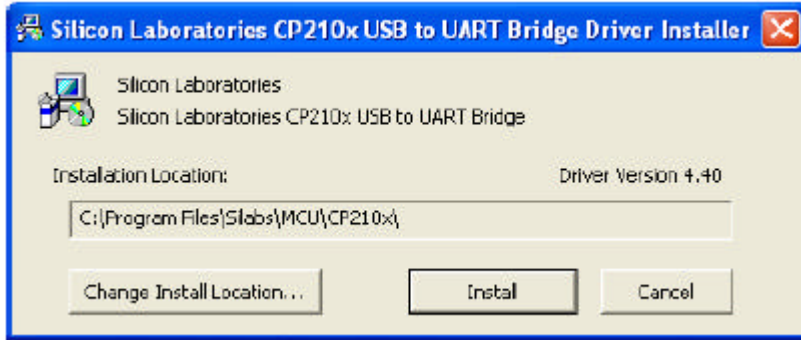 Silicon Laboratories CP210x USB to UART Bridge Driver Installer
Silicon Laboratories
Silicon Laboratories CP210x USB to UART Bridge
Installation Location: Driver Version 4.40
C:\Program Files\Silabs\MCU\CP210x\
Change Install Location... Install Cancel